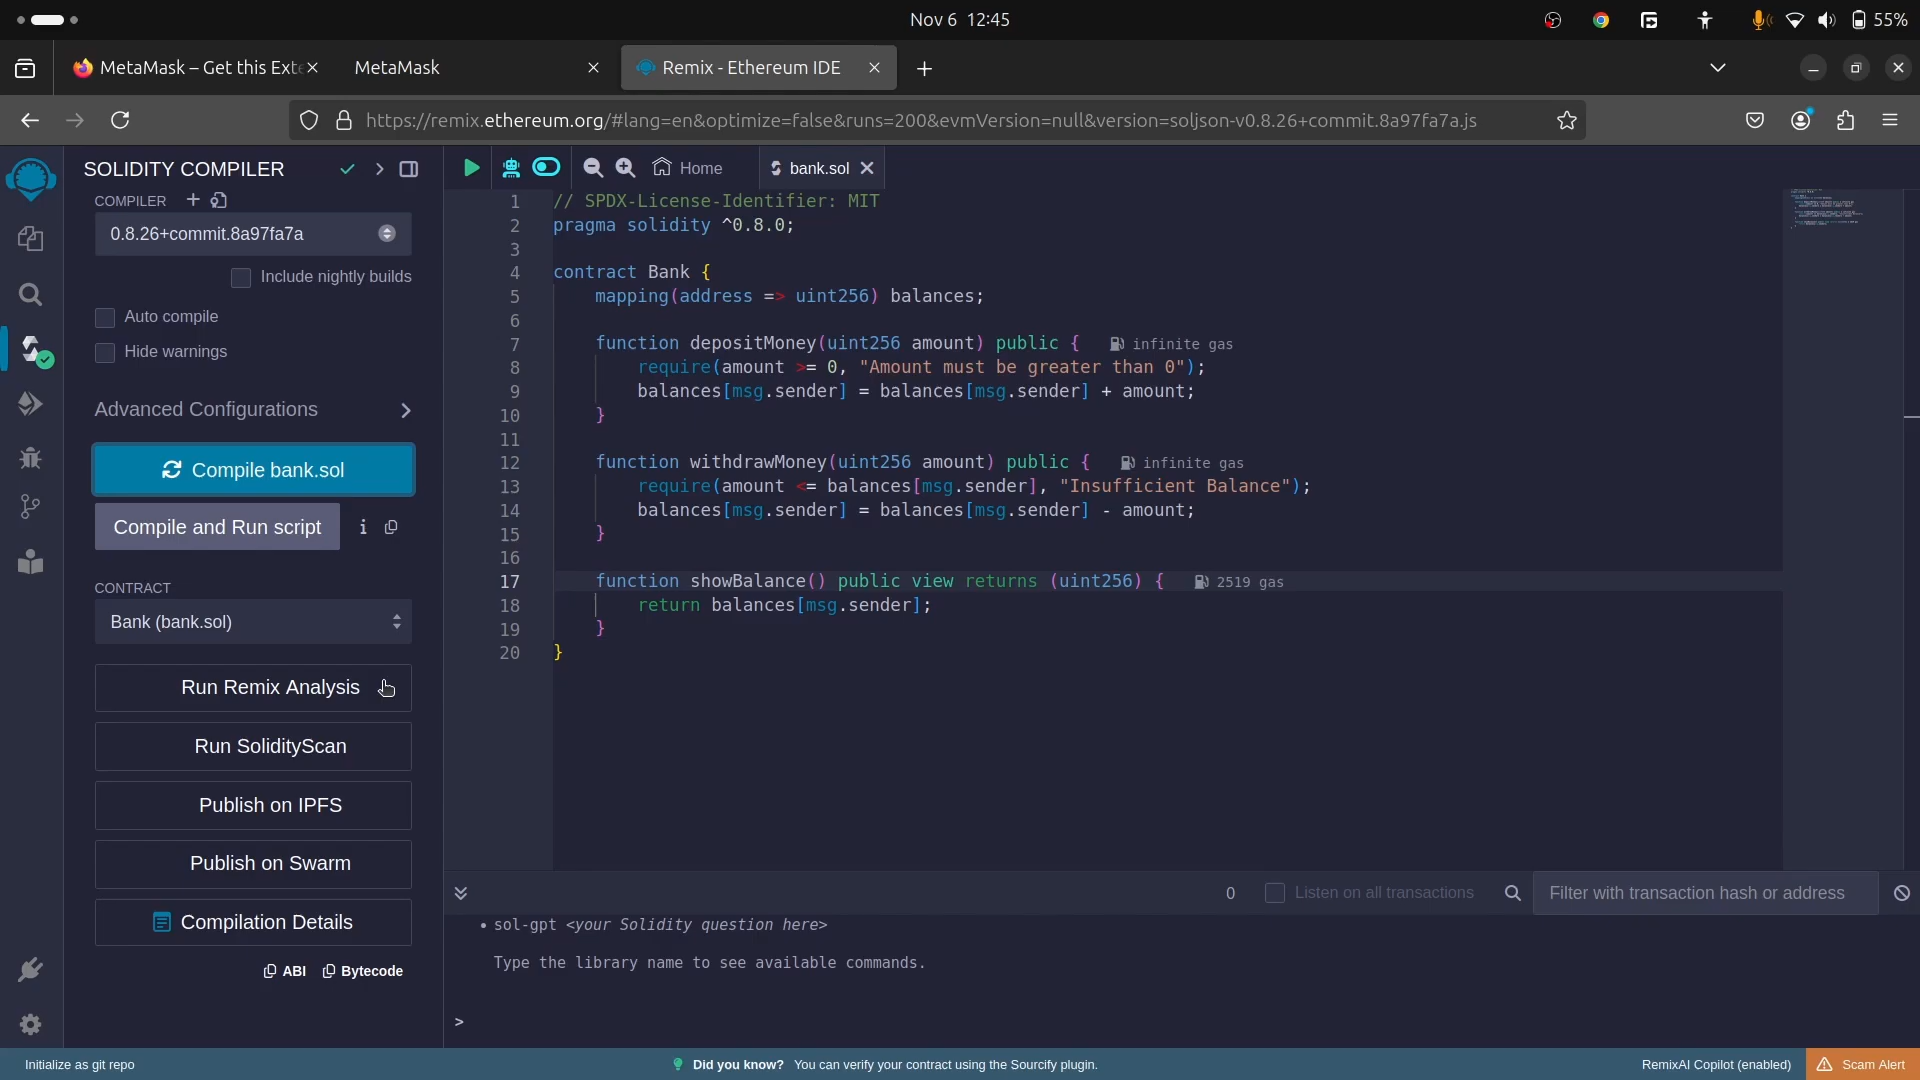 Nov 6 12:45
55%
MetaMask – Get this Exte
MetaMask
Remix - Ethereum IDE
https://remix.ethereum.org/#lang=en&optimize=false&runs=200&evmVersion=null&version=soljson-v0.8.26+commit.8a97fa7a.js
SOLIDITY COMPILER
COMPILER
0.8.26+commit.8a97fa7a
Include nightly builds
Auto compile
Hide warnings
Advanced Configurations
Compile bank.sol
Compile and Run script
CONTRACT
Bank (bank.sol)
Run Remix Analysis
Run SolidityScan
Publish on IPFS
Publish on Swarm
Compilation Details
ABI Bytecode
Home
bank.sol
1 // SPDX-License-Identifier: MIT
2 pragma solidity ^0.8.0;
3
4 contract Bank {
5 mapping(address => uint256) balances;
6
7 function depositMoney(uint256 amount) public { infinite gas
8 require(amount >= 0, "Amount must be greater than 0");
9 balances[msg.sender] = balances[msg.sender] + amount;
10 }
11
12 function withdrawMoney(uint256 amount) public { infinite gas
13 require(amount <= balances[msg.sender], "Insufficient Balance");
14 balances[msg.sender] = balances[msg.sender] - amount;
15 }
16
17 function showBalance() public view returns (uint256) { 2519 gas
18 return balances[msg.sender];
19 }
20 }
0 Listen on all transactions Filter with transaction hash or address
• sol-gpt <your Solidity question here>
Type the library name to see available commands.
>
Initialize as git repo
Did you know? You can verify your contract using the Sourcify plugin.
RemixAI Copilot (enabled)
Scam Alert